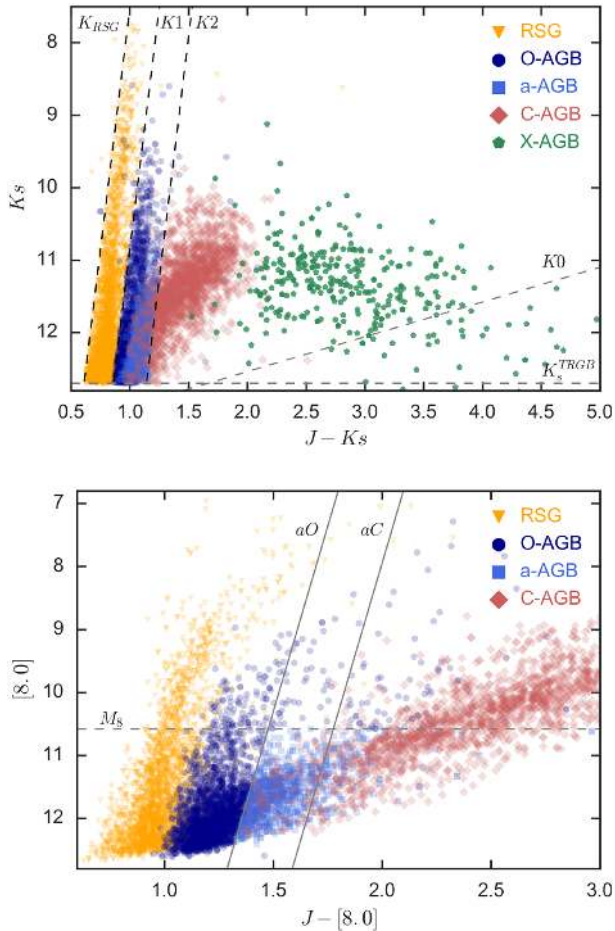 K_RSG K1 K2
RSG
O-AGB
a-AGB
C-AGB
X-AGB
8
9
10
11
12
Ks
K0
K_s^TRGB
0.5 1.0 1.5 2.0 2.5 3.0 3.5 4.0 4.5 5.0
J − Ks
7
8
9
10
11
12
[8.0]
aO aC
RSG
O-AGB
a-AGB
C-AGB
M_8
1.0 1.5 2.0 2.5 3.0
J − [8.0]